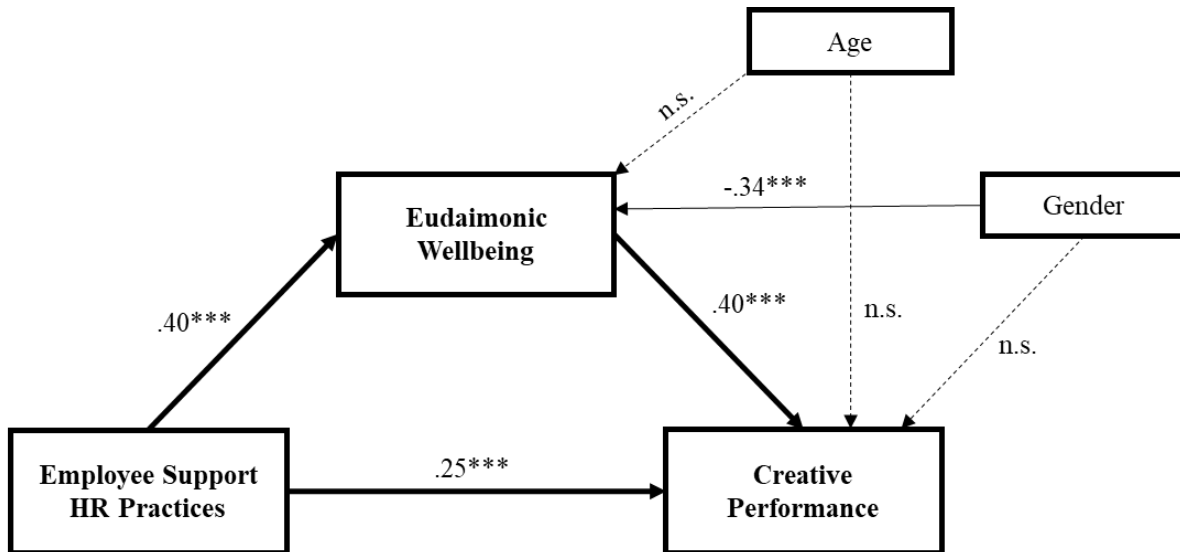 Age
n.s.
-.34***
Eudaimonic
Wellbeing
Gender
.40***
.40***
n.s.
n.s.
Employee Support
HR Practices
.25***
Creative
Performance